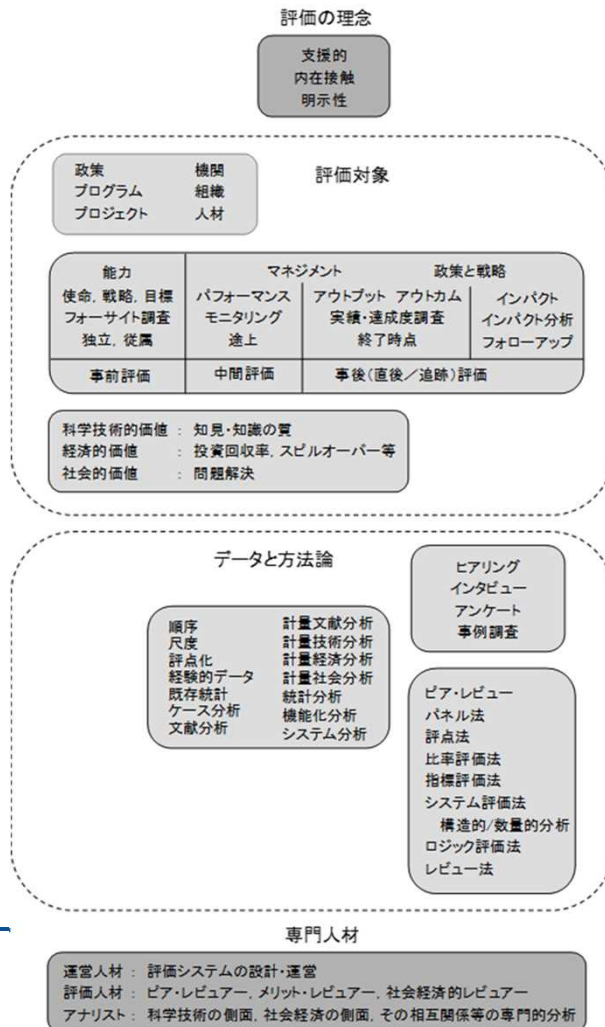 評価の理念
支援的
内在接触
明示性
評価対象
政策 機関
プログラム 組織
プロジェクト 人材
能力
使命, 戦略, 目標
フォーサイト調査
独立, 従属
マネジメント 政策と戦略
パフォーマンス
モニタリング
途上
アウトプット アウトカム
実績・達成度調査
終了時点
インパクト
インパクト分析
フォローアップ
事前評価 中間評価 事後(直後/追跡)評価
科学技術的価値 : 知見・知識の質
経済的価値 : 投資回収率, スピルオーバー等
社会的価値 : 問題解決
データと方法論
ヒアリング
インタビュー
アンケート
事例調査
順序
尺度
評点化
経験的データ
既存統計
ケース分析
文献分析
計量文献分析
計量技術分析
計量経済分析
計量社会分析
統計分析
機能化分析
システム分析
ピア・レビュー
パネル法
評点法
比率評価法
指標評価法
システム評価法
構造的/数量的分析
ロジック評価法
レビュー法
専門人材
運営人材 : 評価システムの設計・運営
評価人材 : ピア・レビュアー, メリット・レビュアー, 社会経済的レビュアー
アナリスト : 科学技術の側面, 社会経済の側面, その相互関係等の専門的分析